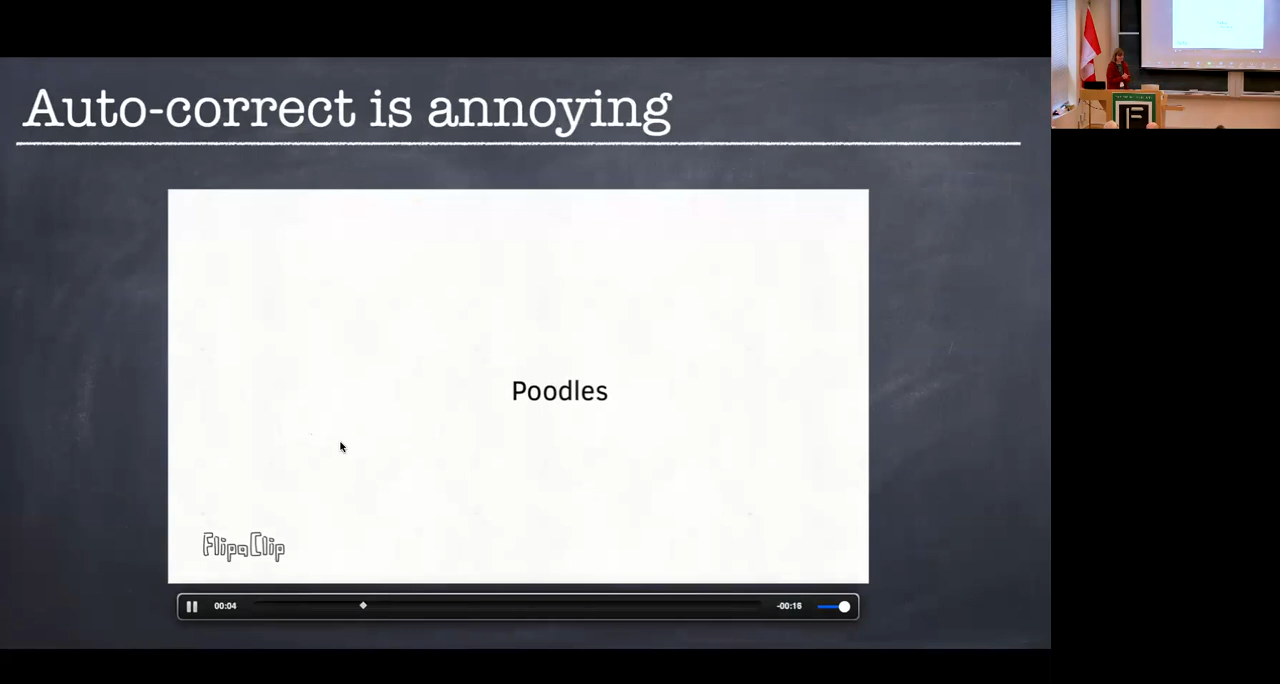 Auto-correct is annoying
Poodles
FlipaClip
00:04
-00:16